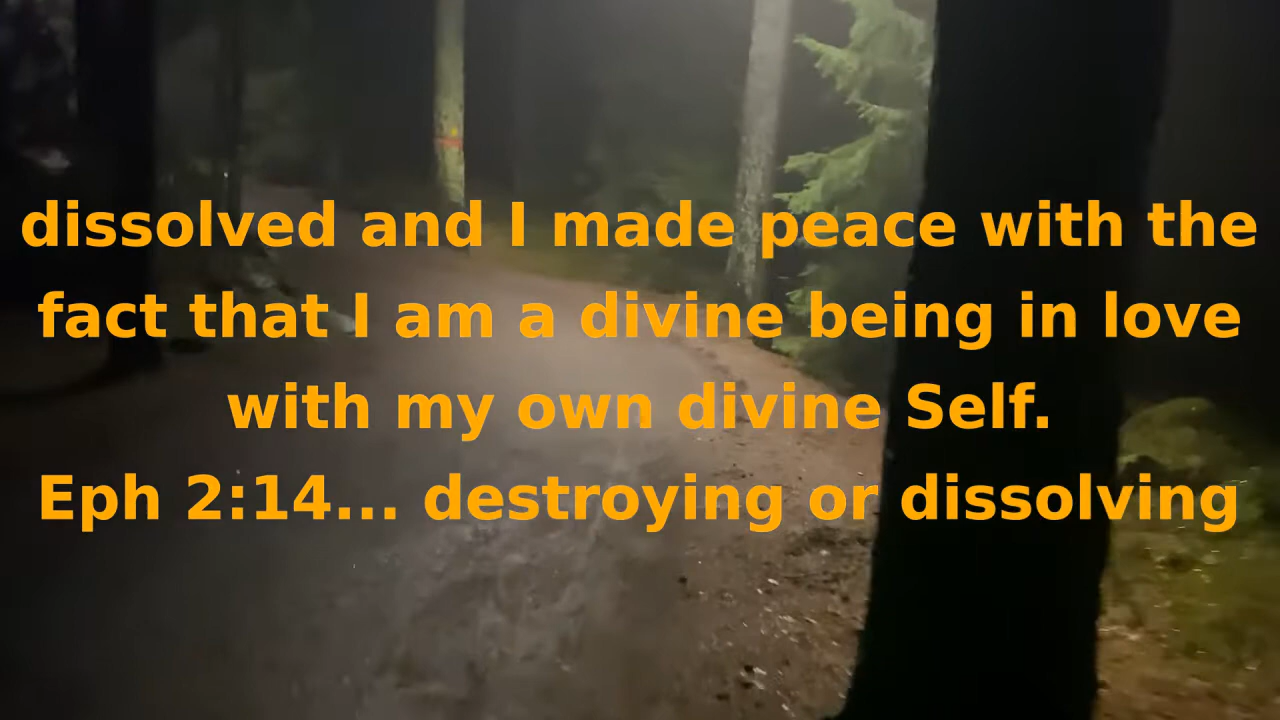 dissolved and I made peace with the
fact that I am a divine being in love
with my own divine Self.
Eph 2:14... destroying or dissolving